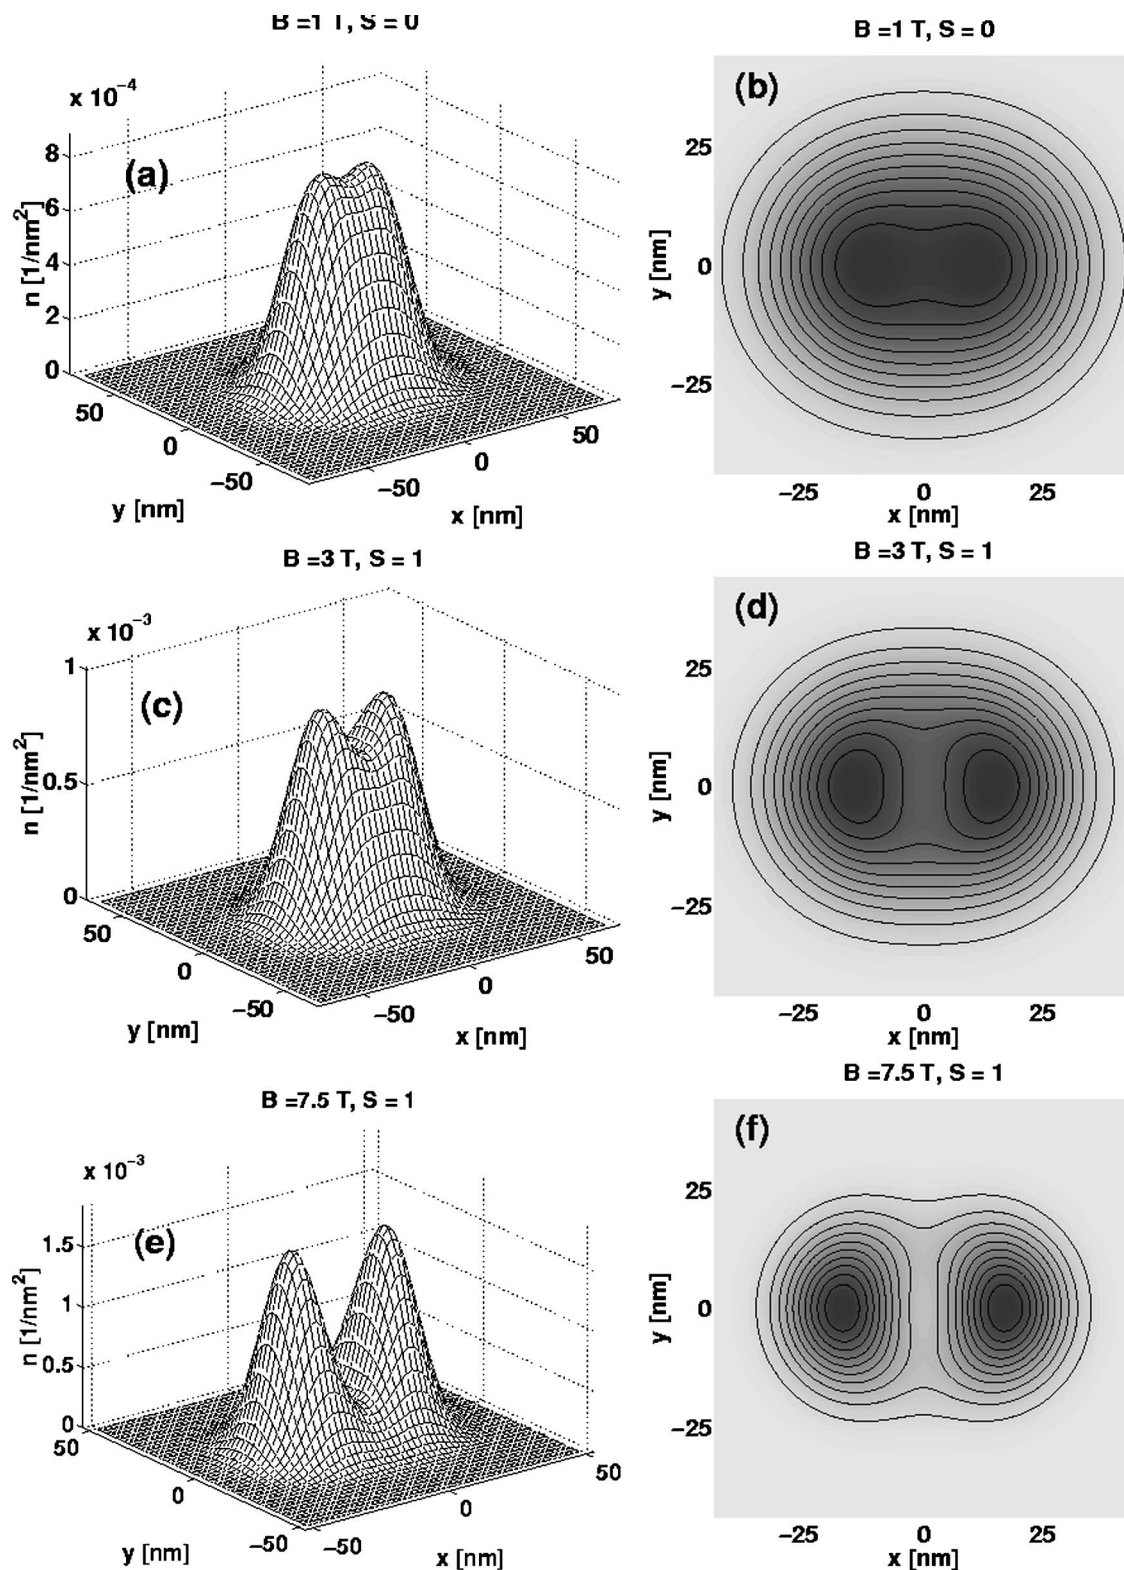 B =1 T, S = 0
x 10⁻⁴
(a)
8
6
4
2
0
n [1/nm²]
50
0
−50
y [nm]
50
0
−50
x [nm]
B =1 T, S = 0
(b)
25
0
−25
y [nm]
−25 0 25
x [nm]
B =3 T, S = 1
x 10⁻³
(c)
1
0.5
0
n [1/nm²]
50
0
−50
y [nm]
50
0
−50
x [nm]
B =3 T, S = 1
(d)
25
0
−25
y [nm]
−25 0 25
x [nm]
B =7.5 T, S = 1
x 10⁻³
(e)
1.5
1
0.5
0
n [1/nm²]
50
0
−50
y [nm]
50
0
−50
x [nm]
B =7.5 T, S = 1
(f)
25
0
−25
y [nm]
−25 0 25
x [nm]